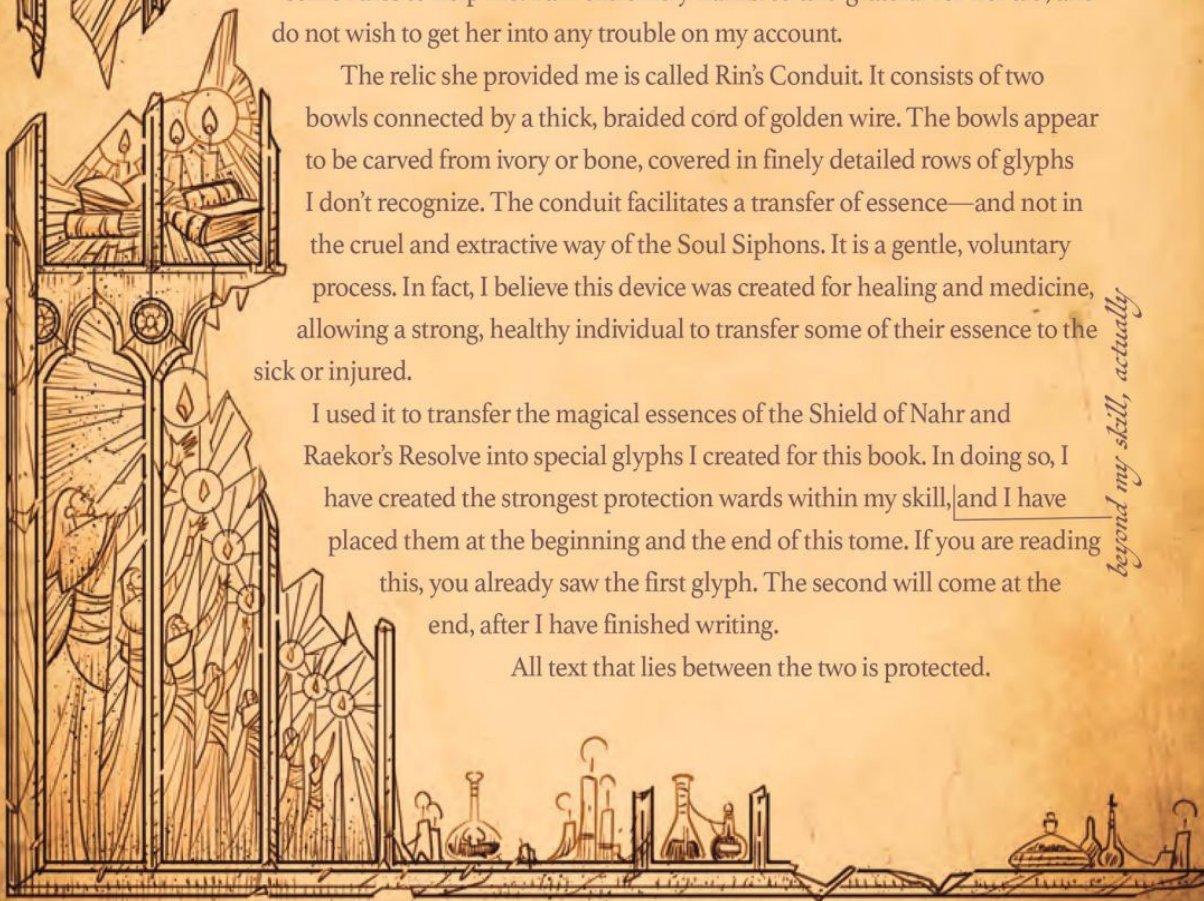 do not wish to get her into any trouble on my account.
The relic she provided me is called Rin’s Conduit. It consists of two
bowls connected by a thick, braided cord of golden wire. The bowls appear
to be carved from ivory or bone, covered in finely detailed rows of glyphs
I don’t recognize. The conduit facilitates a transfer of essence—and not in
the cruel and extractive way of the Soul Siphons. It is a gentle, voluntary
process. In fact, I believe this device was created for healing and medicine,
allowing a strong, healthy individual to transfer some of their essence to the
sick or injured.
I used it to transfer the magical essences of the Shield of Nahr and
Raekor’s Resolve into special glyphs I created for this book. In doing so, I
have created the strongest protection wards within my skill, and I have
placed them at the beginning and the end of this tome. If you are reading
this, you already saw the first glyph. The second will come at the
end, after I have finished writing.
All text that lies between the two is protected.
beyond my skill, actually